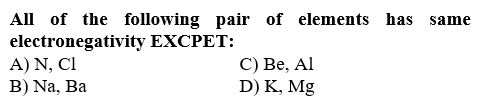 All of the following pair of elements has same
electronegativity EXCPET:
A) N, Cl C) Be, Al
B) Na, Ba D) K, Mg